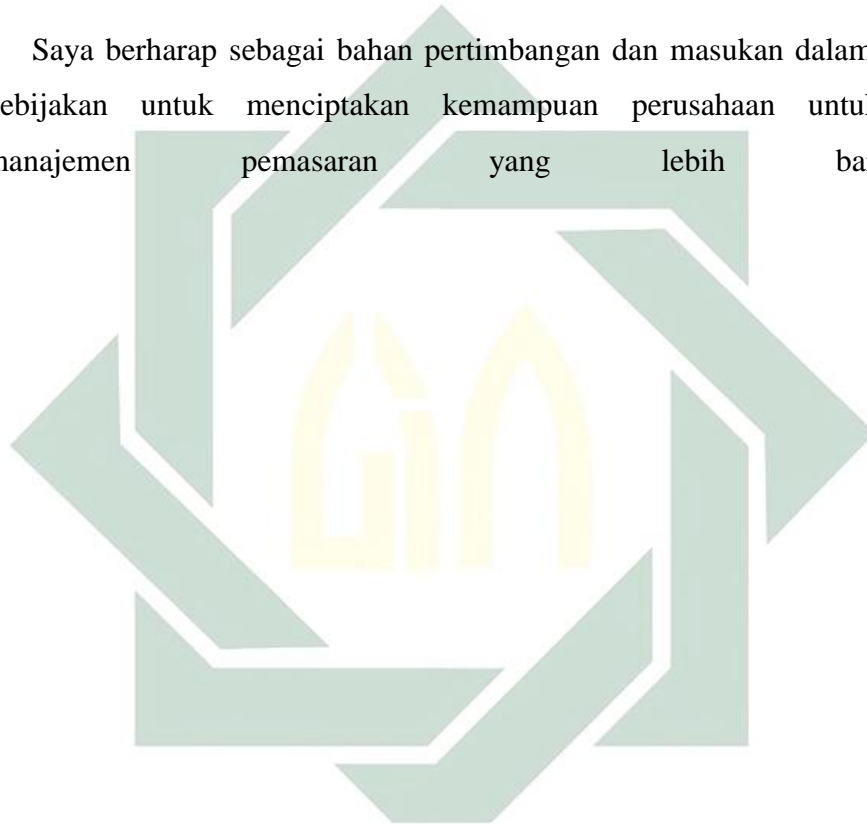 Saya berharap sebagai bahan pertimbangan dan masukan dalam
untuk menciptakan kemampuan perusahaan
pemasaran yang lebih